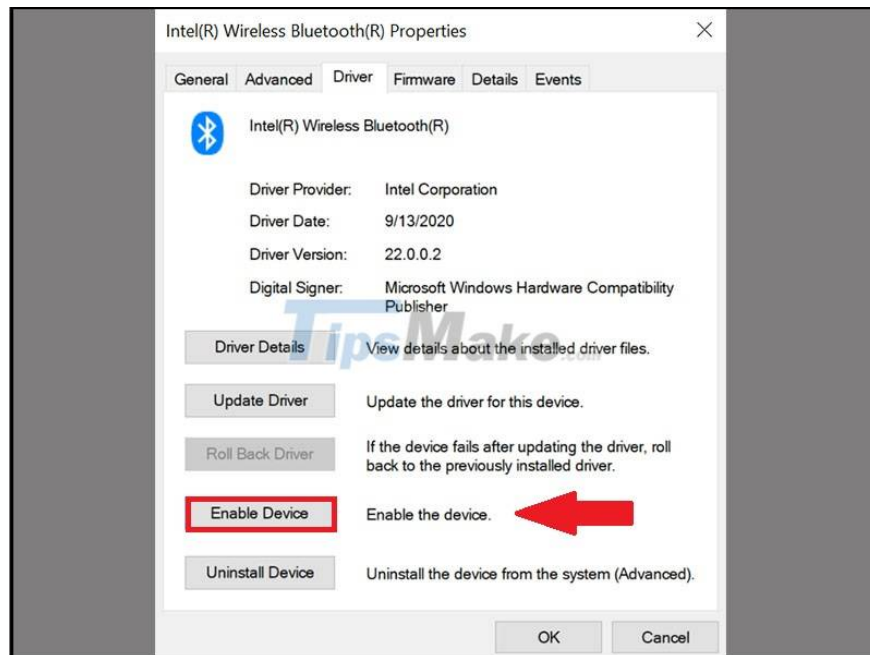 Intel(R) Wireless Bluetooth(R) Properties
General Advanced Driver Firmware Details Events
Intel(R) Wireless Bluetooth(R)
Driver Provider: Intel Corporation
Driver Date: 9/13/2020
Driver Version: 22.0.0.2
Digital Signer: Microsoft Windows Hardware Compatibility
Publisher
TipsMake.com
Driver Details View details about the installed driver files.
Update Driver Update the driver for this device.
Roll Back Driver If the device fails after updating the driver, roll
back to the previously installed driver.
Enable Device Enable the device.
Uninstall Device Uninstall the device from the system (Advanced).
OK Cancel